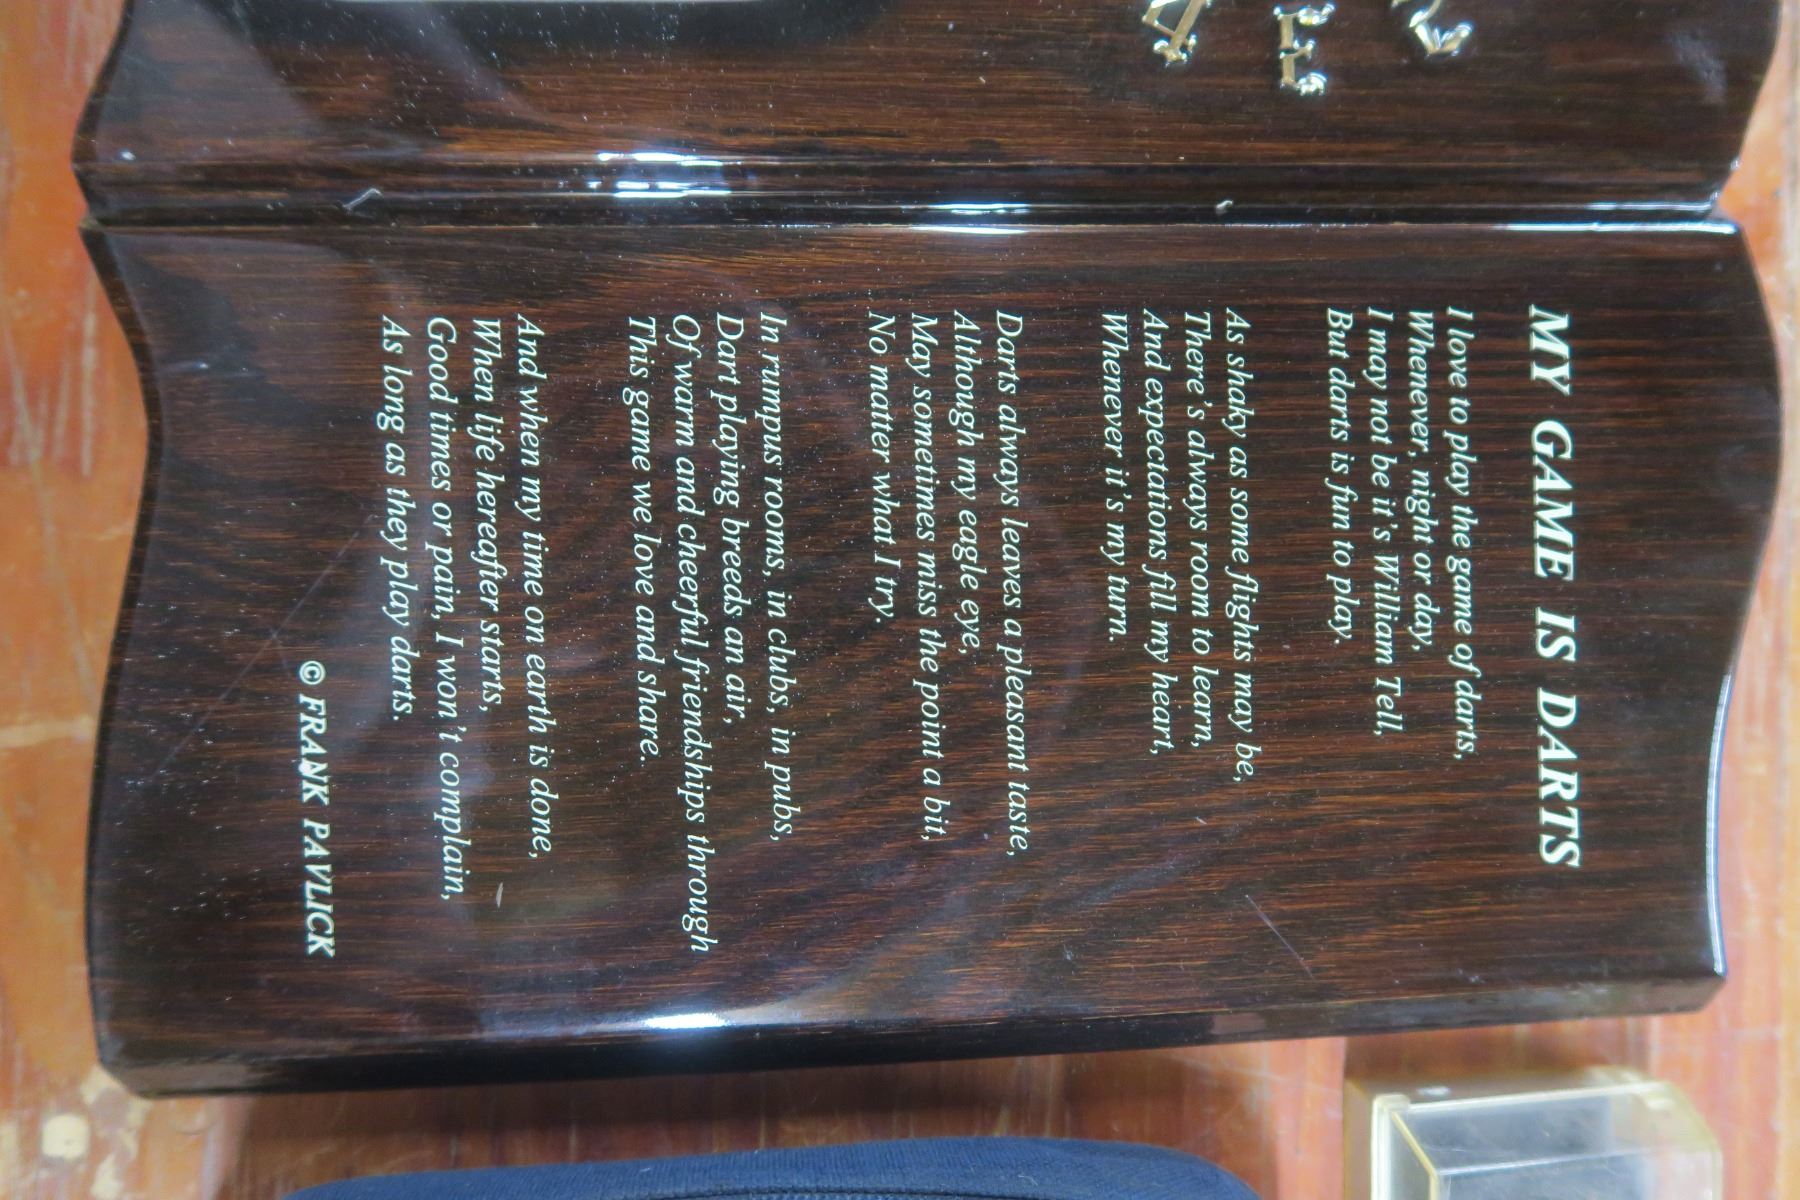 MY GAME IS DARTS
I love to play the game of darts,
Whenever, night or day,
I may not be it's William Tell,
But darts is fun to play.
As shaky as some flights may be,
There's always room to learn,
And expectations fill my heart,
Whenever it's my turn.
Darts always leaves a pleasant taste,
Although my eagle eye,
May sometimes miss the point a bit,
No matter what I try.
In rumpus rooms, in clubs, in pubs,
Dart playing breeds an air,
Of warm and cheerful friendships through
This game we love and share.
And when my time on earth is done,
When life hereafter starts,
Good times or pain, I won't complain,
As long as they play darts.
© FRANK PAVLICK